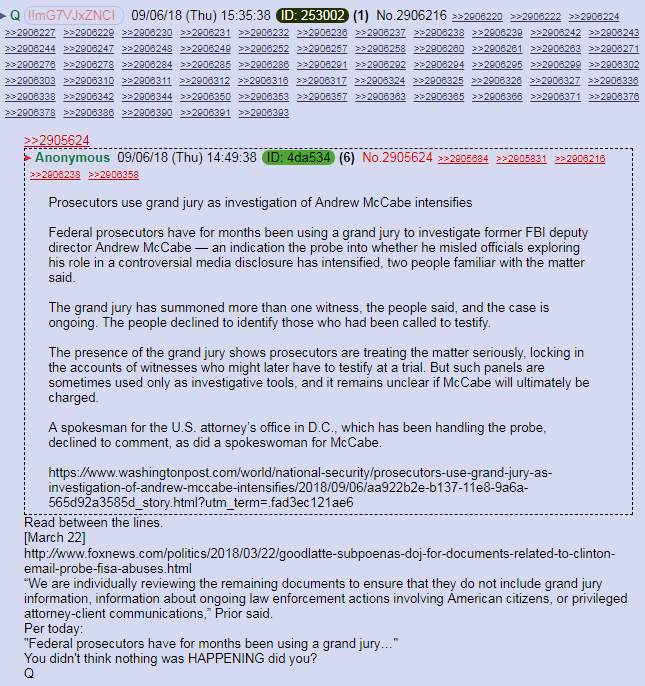 Q !!mG7VJxZNCI 09/06/18 (Thu) 15:35:38 ID: 253002 (1) No.2906216 >>2906220 >>2906222 >>2906224
>>2906227 >>2906229 >>2906230 >>2906231 >>2906232 >>2906236 >>2906237 >>2906238 >>2906239 >>2906242 >>2906243
>>2906244 >>2906247 >>2906248 >>2906249 >>2906252 >>2906257 >>2906258 >>2906260 >>2906261 >>2906263 >>2906271
>>2906276 >>2906278 >>2906284 >>2906285 >>2906286 >>2906291 >>2906292 >>2906294 >>2906295 >>2906299 >>2906302
>>2906303 >>2906310 >>2906311 >>2906312 >>2906316 >>2906317 >>2906324 >>2906325 >>2906326 >>2906327 >>2906336
>>2906338 >>2906342 >>2906344 >>2906350 >>2906353 >>2906357 >>2906363 >>2906365 >>2906366 >>2906371 >>2906376
>>2906378 >>2906386 >>2906390 >>2906391 >>2906393
>>2905624
Anonymous 09/06/18 (Thu) 14:49:38 ID: 4da534 (6) No.2905624 >>2905684 >>2905831 >>2906216
>>2906238 >>2906358
Prosecutors use grand jury as investigation of Andrew McCabe intensifies
Federal prosecutors have for months been using a grand jury to investigate former FBI deputy
director Andrew McCabe — an indication the probe into whether he misled officials exploring
his role in a controversial media disclosure has intensified, two people familiar with the matter
said.
The grand jury has summoned more than one witness, the people said, and the case is
ongoing. The people declined to identify those who had been called to testify.
The presence of the grand jury shows prosecutors are treating the matter seriously, locking in
the accounts of witnesses who might later have to testify at a trial. But such panels are
sometimes used only as investigative tools, and it remains unclear if McCabe will ultimately be
charged.
A spokesman for the U.S. attorney's office in D.C., which has been handling the probe,
declined to comment, as did a spokeswoman for McCabe.
https://www.washingtonpost.com/world/national-security/prosecutors-use-grand-jury-as-
investigation-of-andrew-mccabe-intensifies/2018/09/06/aa922b2e-b137-11e8-9a6a-
565d92a3585d_story.html?utm_term=.fad3ec121ae6
Read between the lines.
[March 22]
http://www.foxnews.com/politics/2018/03/22/goodlatte-subpoenas-doj-for-documents-related-to-clinton-
email-probe-fisa-abuses.html
“We are individually reviewing the remaining documents to ensure that they do not include grand jury
information, information about ongoing law enforcement actions involving American citizens, or privileged
attorney-client communications,” Prior said.
Per today:
"Federal prosecutors have for months been using a grand jury…"
You didn't think nothing was HAPPENING did you?
Q